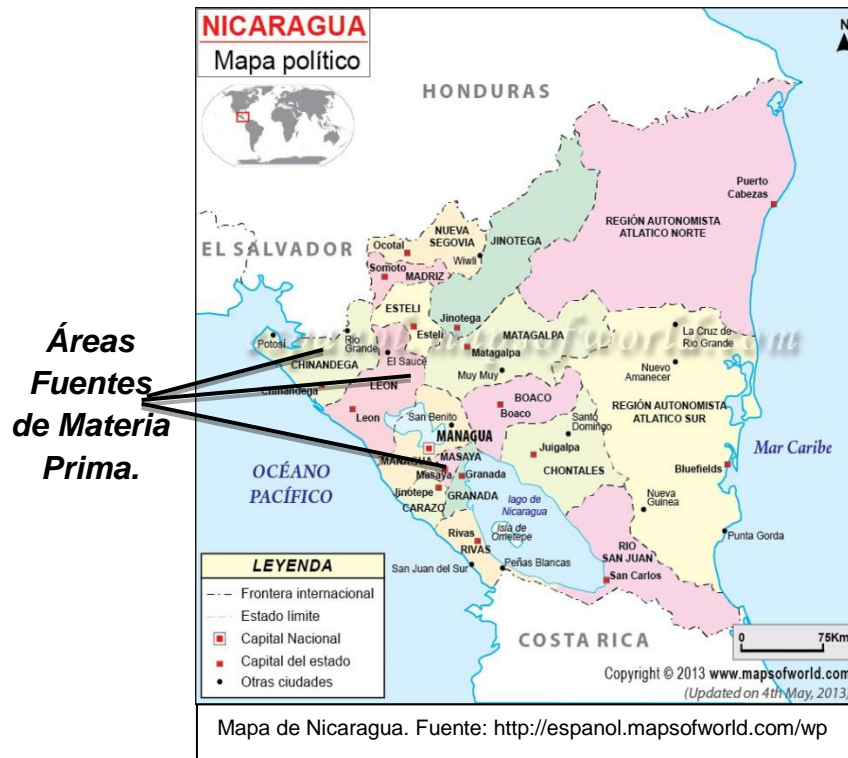 NICARAGUA
Mapa político
N
HONDURAS
EL SALVADOR
Puerto
Cabezas
REGIÓN AUTONOMISTA
ATLATICO NORTE
NUEVA
SEGOVIA
JINOTEGA
Ocotal
Wiwli
Somoto
MADRIZ
ESTELI
Esteli
Jinotega
MATAGALPA
Matagalpa
La Cruz de
Rio Grande
espanol.mapsofworld.com
Potosí
Rio
Grande
CHINANDEGA
El Sauce
Chinandega
Muy Muy
Nuevo
Amanecer
LEON
Leon
BOACO
Boaco
REGIÓN AUTONOMISTA
ATLATICO SUR
San Benito
MANAGUA
Santo
Domingo
Juigalpa
CHONTALES
MANAGUA
MASAYA
Masaya
Granada
Jinotepe
GRANADA
CARAZO
Bluefields
Mar Caribe
OCÉANO
PACÍFICO
lago de
Nicaragua
Isla de
Ometepe
Nueva
Guinea
Punta Gorda
Rivas
RIVAS
San Juan del Sur
Peñas Blancas
RIO
SAN JUAN
San Carlos
COSTA RICA
Áreas
Fuentes
de Materia
Prima.
LEYENDA
Frontera internacional
Estado límite
Capital Nacional
Capital del estado
Otras ciudades
0 75Km
Copyright © 2013 www.mapsofworld.com
(Updated on 4th May, 2013)
Mapa de Nicaragua. Fuente: http://espanol.mapsofworld.com/wp